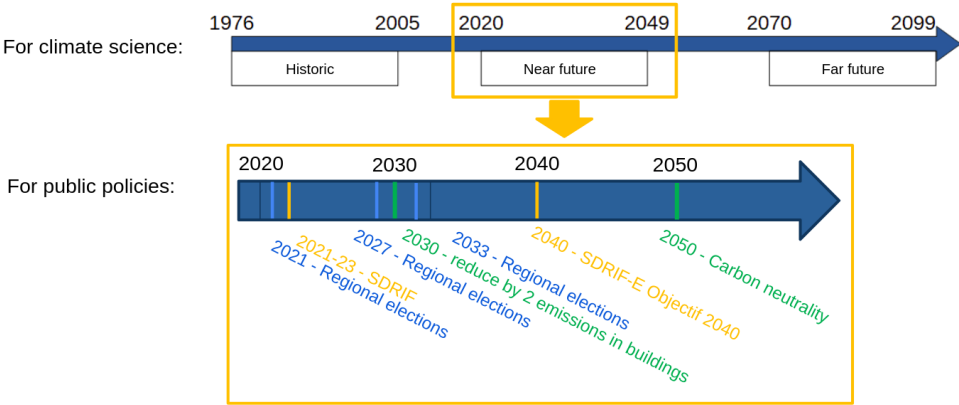 1976 2005 2020 2049 2070 2099
For climate science:
Historic Near future Far future
2020 2030 2040 2050
For public policies:
2021-23 - SDRIF
2021 - Regional elections
2027 - Regional elections
2030 - reduce by 2 emissions in buildings
2033 - Regional elections
2040 - SDRIF-E Objectif 2040
2050 - Carbon neutrality